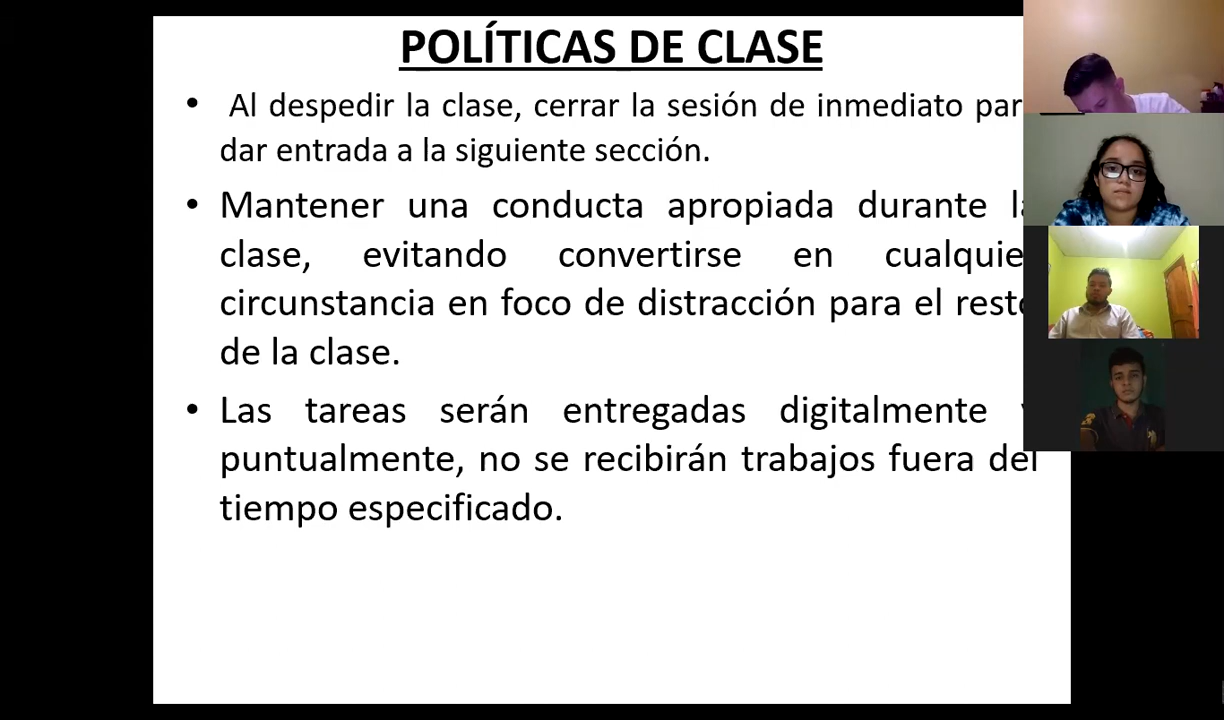 POLÍTICAS DE CLASE
• Al despedir la clase, cerrar la sesión de inmediato par
dar entrada a la siguiente sección.
• Mantener una conducta apropiada durante la
clase, evitando convertirse en cualquie
circunstancia en foco de distracción para el resto
de la clase.
• Las tareas serán entregadas digitalmente y
puntualmente, no se recibirán trabajos fuera del
tiempo especificado.